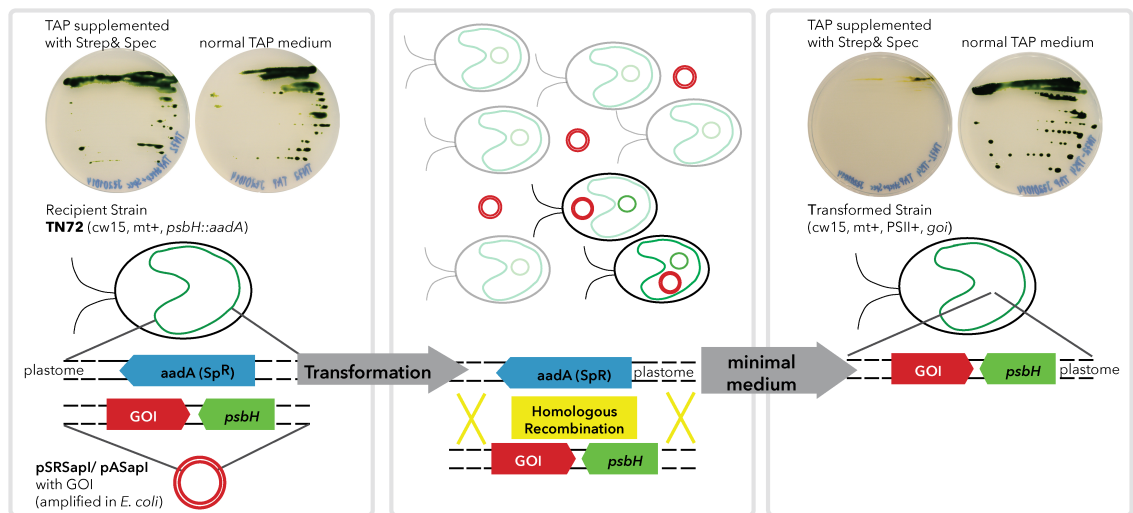 TAP supplemented
with Strep& Spec
normal TAP medium
Recipient Strain
TN72 (cw15, mt+, psbH::aadA)
plastome
aadA (SpR)
GOI
psbH
pSRSapI/ pASapI
with GOI
(amplified in E. coli)
Transformation
aadA (SpR)
plastome
Homologous
Recombination
GOI
psbH
minimal
medium
TAP supplemented
with Strep& Spec
normal TAP medium
Transformed Strain
(cw15, mt+, PSII+, goi)
GOI
psbH
plastome